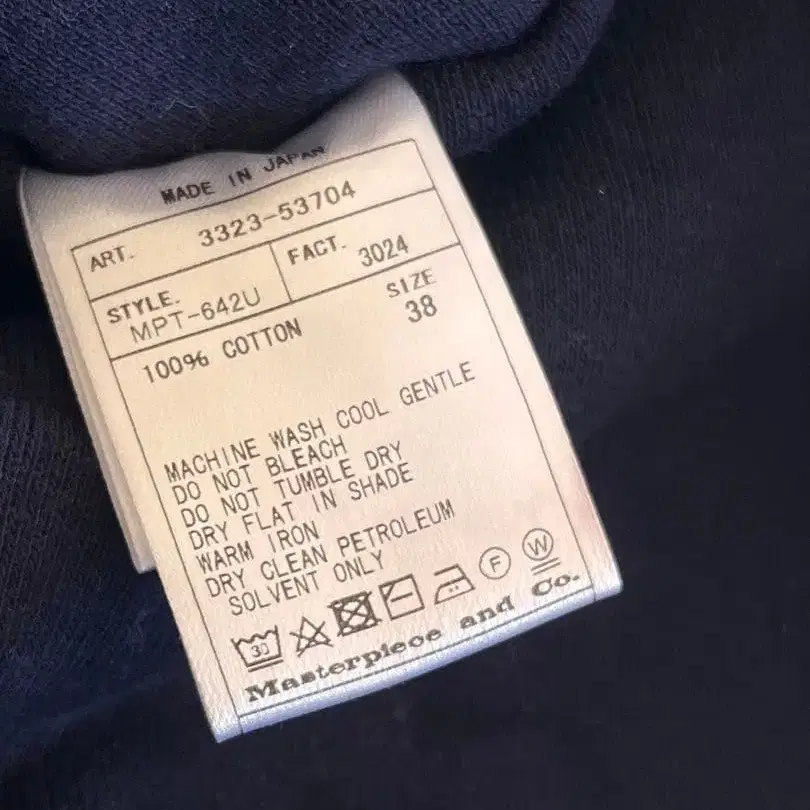 MADE IN JAPAN
ART. 3323-53704
STYLE. FACT.
MPT-642U 3024
100% COTTON SIZE
38
MACHINE WASH COOL GENTLE
DO NOT BLEACH
DO NOT TUMBLE DRY
DRY FLAT IN SHADE
WARM IRON
DRY CLEAN PETROLEUM
SOLVENT ONLY
30 F W
Masterpiece and Co.